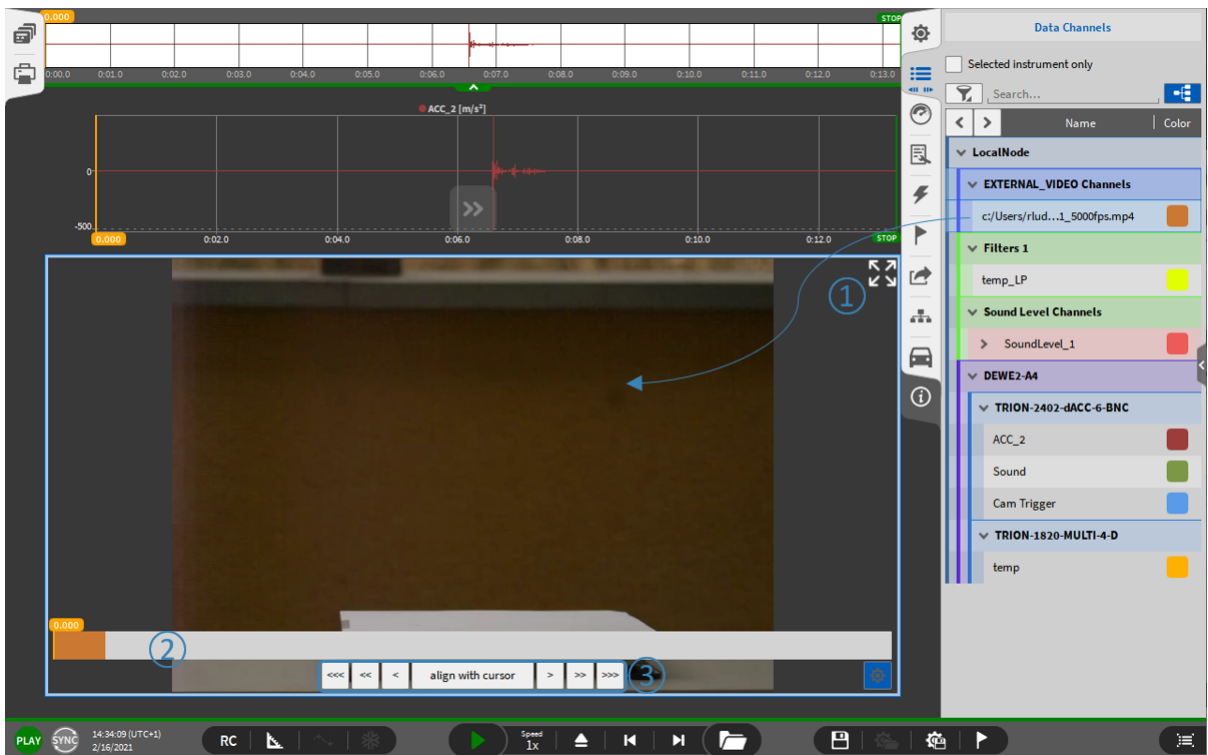 0.000
STOP
0:00.0 0:01.0 0:02.0 0:03.0 0:04.0 0:05.0 0:06.0 0:07.0 0:08.0 0:09.0 0:10.0 0:11.0 0:12.0 0:13.0
ACC_2 [m/s²]
0
-500
0.000 0:02.0 0:04.0 0:06.0 0:08.0 0:10.0 0:12.0 STOP
1
0.000
2
<<< << < align with cursor > >> >>>
3
Data Channels
Selected instrument only
Search...
< > Name Color
LocalNode
EXTERNAL_VIDEO Channels
c:/Users/rlud...1_5000fps.mp4
Filters 1
temp_LP
Sound Level Channels
SoundLevel_1
DEWE2-A4
TRION-2402-dACC-6-BNC
ACC_2
Sound
Cam Trigger
TRION-1820-MULTI-4-D
temp
PLAY
SYNC
14:34:09 (UTC+1)
2/16/2021
RC
Speed
1x